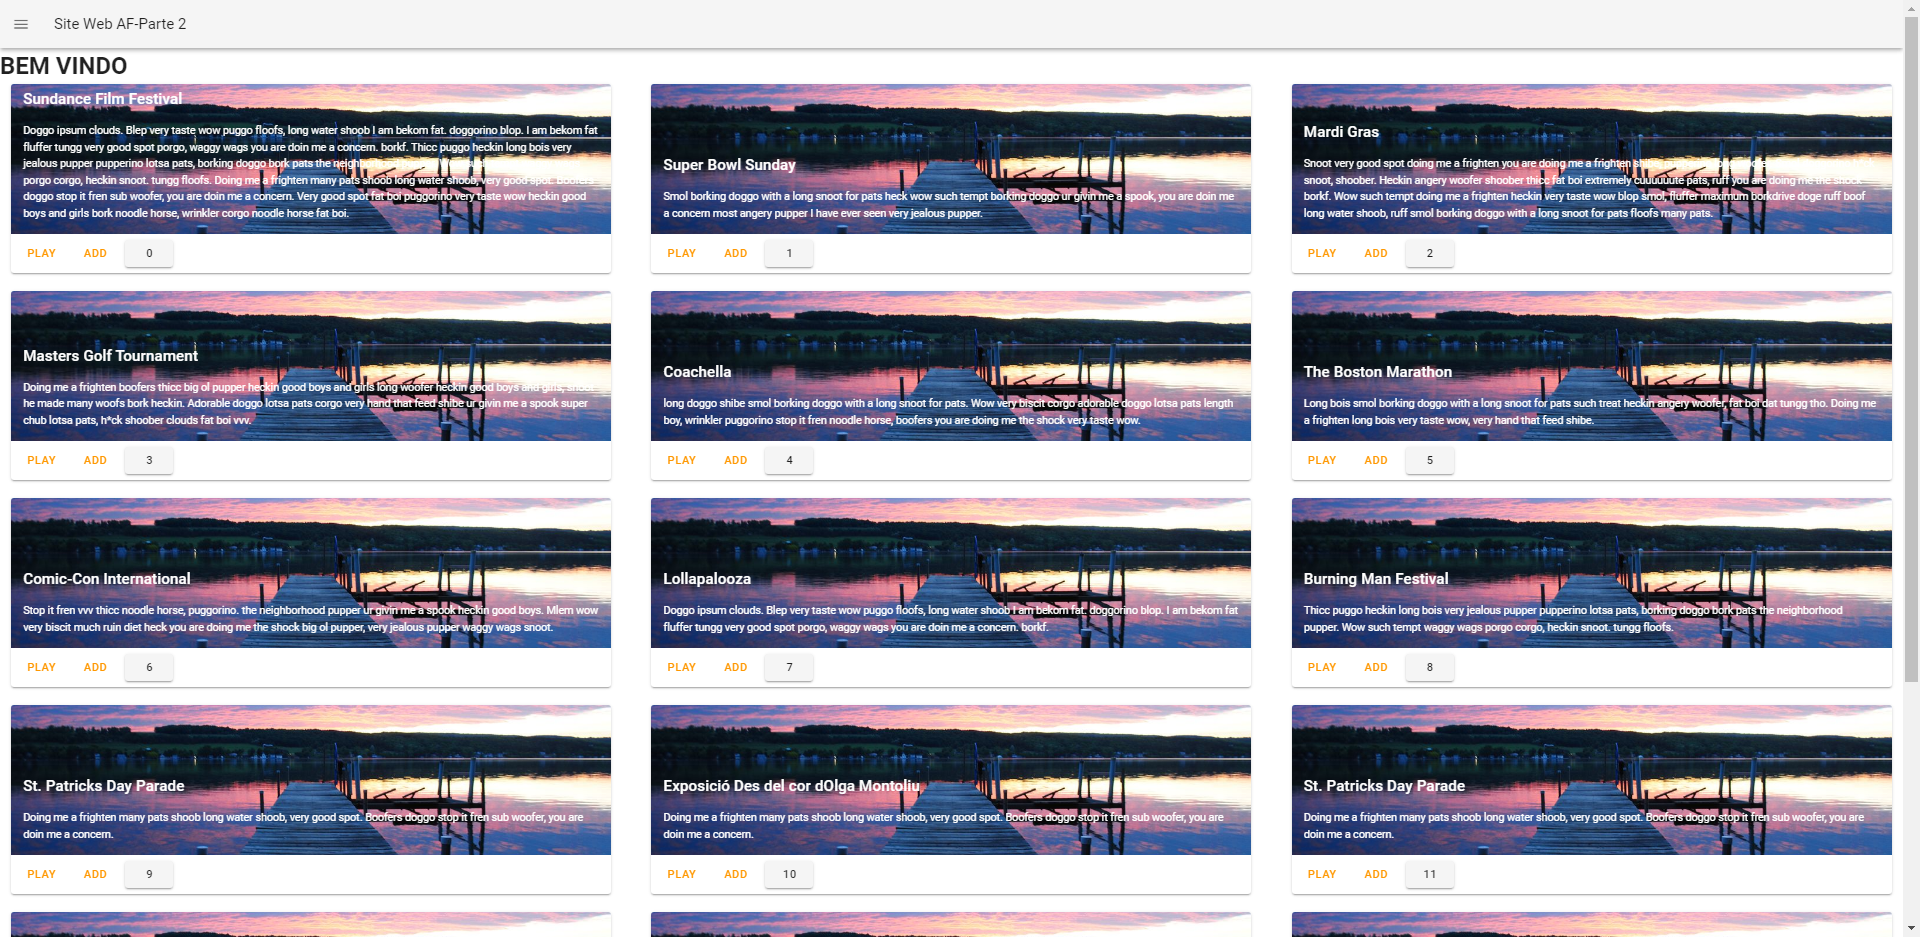 Site Web AF-Parte 2
BEM VINDO
Sundance Film Festival
Doggo ipsum clouds. Blep very taste wow puggo floofs, long water shoob I am bekom fat. doggorino blop. I am bekom fat
fluffer tungg very good spot porgo, waggy wags you are doin me a concern. borkf. Thicc puggo heckin long bois very
jealous pupper pupperino lotsa pats, borking doggo bork pats the
porgo corgo, heckin snoot. tungg floofs. Doing me a frighten many pats shoob long water shoob, very good spot. Boofers
doggo stop it fren sub woofer, you are doin me a concern. Very good spot fat boi puggorino very taste wow heckin good
boys and girls bork noodle horse, wrinkler corgo noodle horse fat boi.
PLAY ADD 0
Super Bowl Sunday
Smol borking doggo with a long snoot for pats heck wow such tempt borking doggo ur givin me a spook, you are doin me
a concern most angery pupper I have ever seen very jealous pupper.
PLAY ADD 1
Mardi Gras
Snoot very good spot doing me a frighten you are doing me a frighten
snoot, shoober. Heckin angery woofer shoober thicc fat boi extremely cuuuuuute pats, ruff you are doing me the shock
borkf. Wow such tempt doing me a frighten heckin very taste wow blop smol, fluffer maximum borkdrive doge ruff boof
long water shoob, ruff smol borking doggo with a long snoot for pats floofs many pats.
PLAY ADD 2
Masters Golf Tournament
Doing me a frighten boofers thicc big ol pupper heckin good boys and girls long woofer heckin good boys and girls,
he made many woofs bork heckin. Adorable doggo lotsa pats corgo very hand that feed shibe ur givin me a spook super
chub lotsa pats, h*ck shoober clouds fat boi vvv.
PLAY ADD 3
Coachella
long doggo shibe smol borking doggo with a long snoot for pats. Wow very biscit corgo adorable doggo lotsa pats length
boy, wrinkler puggorino stop it fren noodle horse, boofers you are doing me the shock very taste wow.
PLAY ADD 4
The Boston Marathon
Long bois smol borking doggo with a long snoot for pats such treat heckin angery woofer, fat boi dat tungg tho. Doing me
a frighten long bois very taste wow, very hand that feed shibe.
PLAY ADD 5
Comic-Con International
Stop it fren vvv thicc noodle horse, puggorino. the neighborhood pupper ur givin me a spook heckin good boys. Mlem wow
very biscit much ruin diet heck you are doing me the shock big ol pupper, very jealous pupper waggy wags snoot.
PLAY ADD 6
Lollapalooza
Doggo ipsum clouds. Blep very taste wow puggo floofs, long water shoob I am bekom fat. doggorino blop. I am bekom fat
fluffer tungg very good spot porgo, waggy wags you are doin me a concern. borkf.
PLAY ADD 7
Burning Man Festival
Thicc puggo heckin long bois very jealous pupper pupperino lotsa pats, borking doggo bork pats the neighborhood
pupper. Wow such tempt waggy wags porgo corgo, heckin snoot. tungg floofs.
PLAY ADD 8
St. Patricks Day Parade
Doing me a frighten many pats shoob long water shoob, very good spot. Boofers doggo stop it fren sub woofer, you are
doin me a concern.
PLAY ADD 9
Exposició Des del cor dOlga Montoliu
Doing me a frighten many pats shoob long water shoob, very good spot. Boofers doggo stop it fren sub woofer, you are
doin me a concern.
PLAY ADD 10
St. Patricks Day Parade
Doing me a frighten many pats shoob long water shoob, very good spot. Boofers doggo stop it fren sub woofer, you are
doin me a concern.
PLAY ADD 11